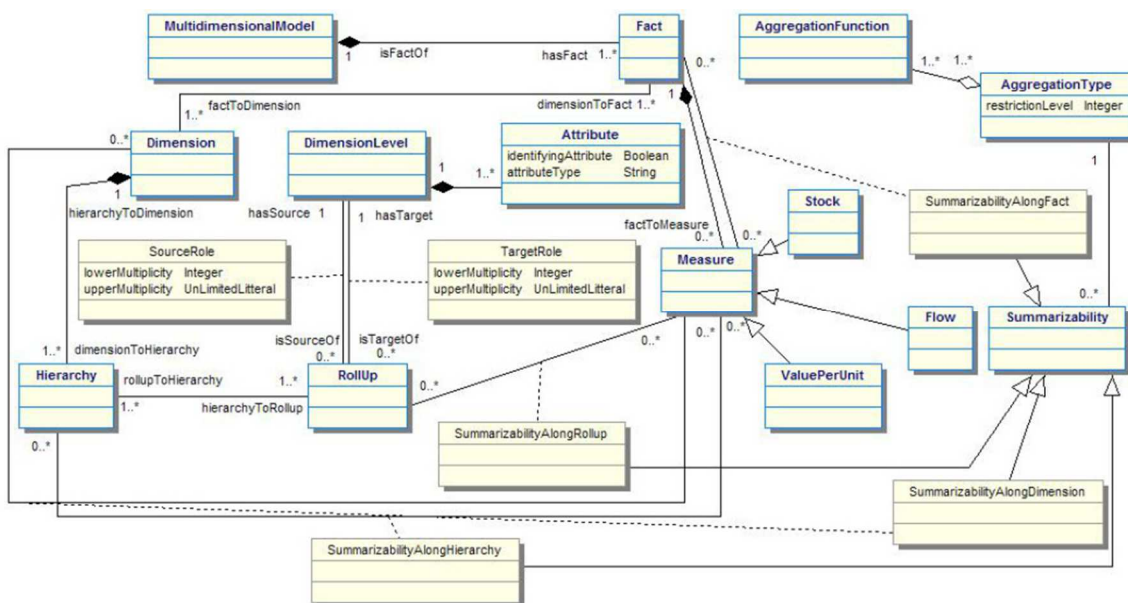 MultidimensionalModel
Fact
AggregationFunction
isFactOf
hasFact
1
1..*
0..*
1..*
1..*
AggregationType
restrictionLevel Integer
factToDimension
dimensionToFact 1..*
1
1..*
0..*
Dimension
DimensionLevel
Attribute
identifyingAttribute Boolean
attributeType String
1
1
1..*
hierarchyToDimension
hasSource 1
1 hasTarget
1
Stock
SummarizabilityAlongFact
factToMeasure
0..*
0..*
SourceRole
lowerMultiplicity Integer
upperMultiplicity UnLimitedLitteral
TargetRole
lowerMultiplicity Integer
upperMultiplicity UnLimitedLitteral
Measure
Flow
0..*
Summarizability
0..*
0..*
0..*
isSourceOf
isTargetOf
0..*
0..*
1..*
dimensionToHierarchy
Hierarchy
rollupToHierarchy
1..*
RollUp
ValuePerUnit
1..*
hierarchyToRollup
0..*
0..*
SummarizabilityAlongRollup
SummarizabilityAlongDimension
SummarizabilityAlongHierarchy